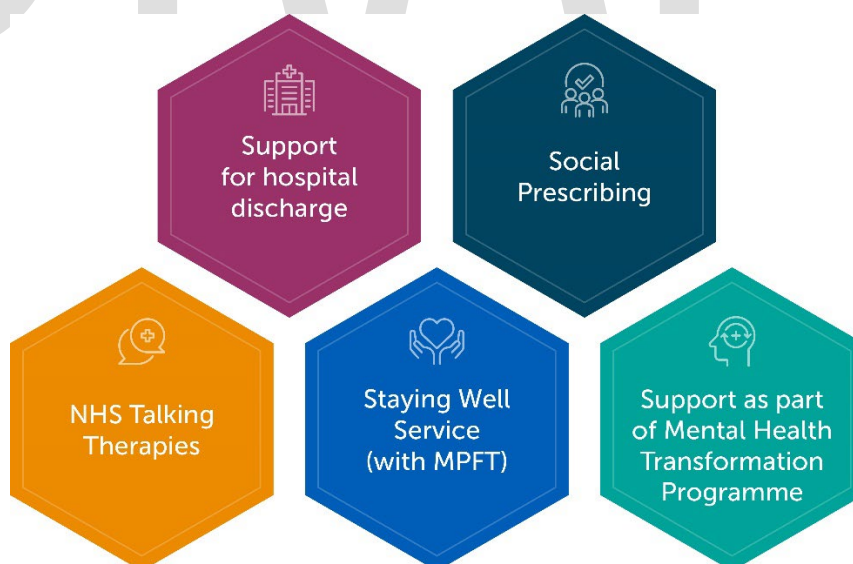 Support
for hospital
discharge
Social
Prescribing
NHS Talking
Therapies
Staying Well
Service
(with MPFT)
Support as part
of Mental Health
Transformation
Programme